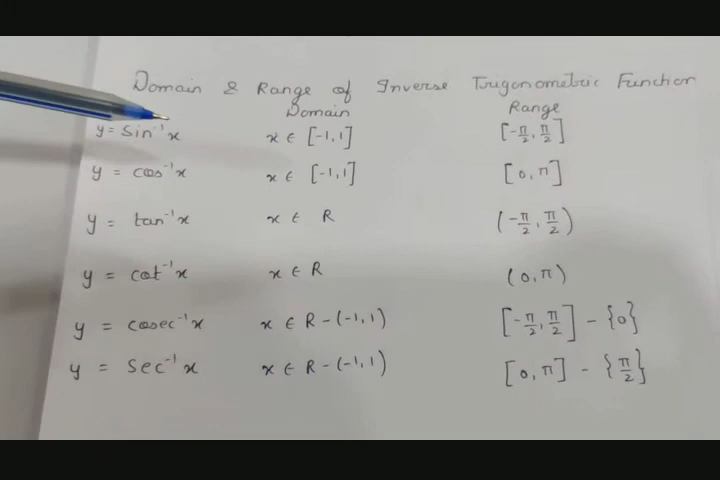 Domain & Range of Inverse Trigonometric Function
Domain Range
y = sin⁻¹x x ∈ [-1,1] [-π/2, π/2]
y = cos⁻¹x x ∈ [-1,1] [0, π]
y = tan⁻¹x x ∈ R (-π/2, π/2)
y = cot⁻¹x x ∈ R (0, π)
y = cosec⁻¹x x ∈ R - (-1,1) [-π/2, π/2] - {0}
y = sec⁻¹x x ∈ R - (-1,1) [0, π] - {π/2}